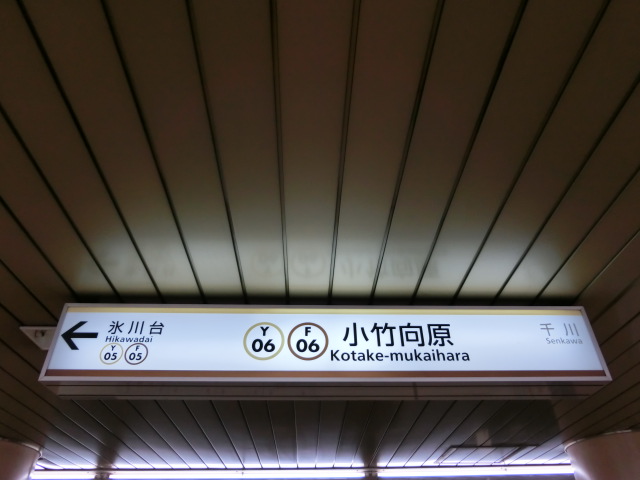 氷川台
Hikawadai
Y 05 F 05
Y 06 F 06
小竹向原
Kotake-mukaihara
千川
Senkawa